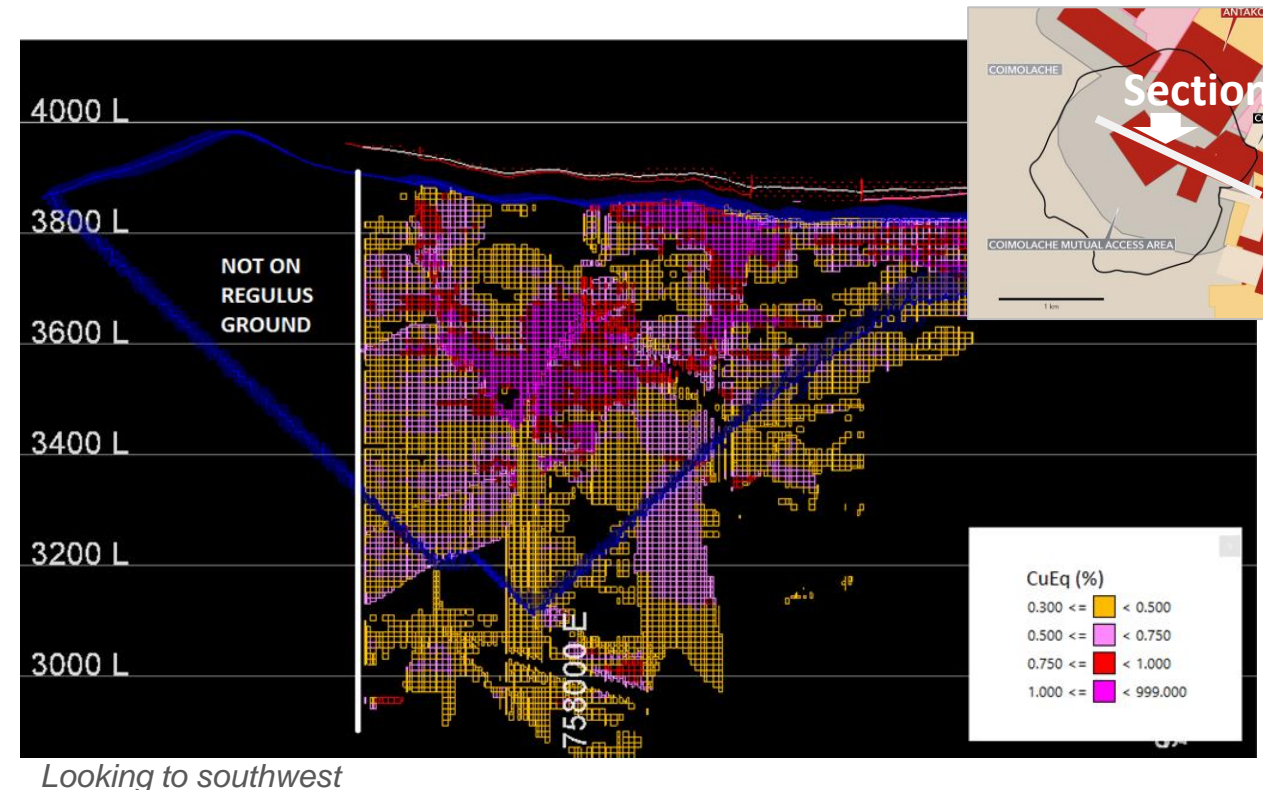 ANTAKO
COIMOLACHE
Section
CO
COIMOLACHE MUTUAL ACCESS AREA
1 km
4000 L
3800 L
NOT ON
REGULUS
GROUND
3600 L
3400 L
3200 L
3000 L
758000 E
CuEq (%)
0.300 <= < 0.500
0.500 <= < 0.750
0.750 <= < 1.000
1.000 <= < 999.000
Looking to southwest